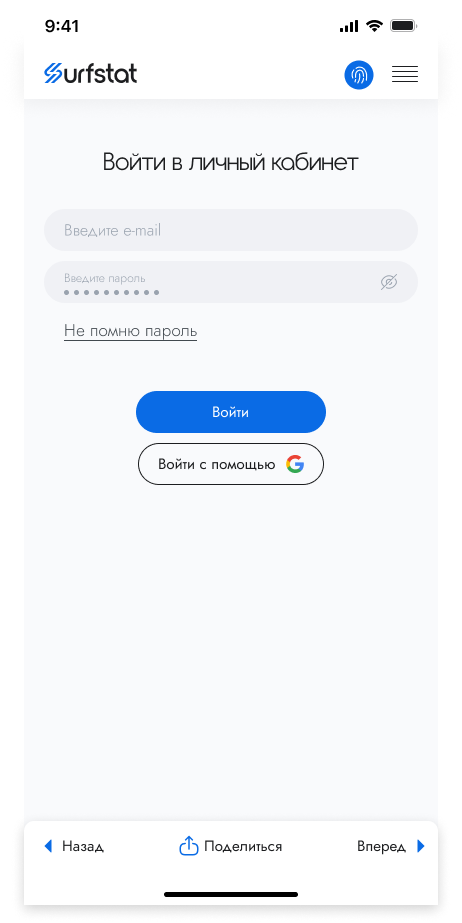 9:41
Surfstat
Войти в личный кабинет
Введите e-mail
Введите пароль
Не помню пароль
Войти
Войти с помощью
Назад
Поделиться
Вперед